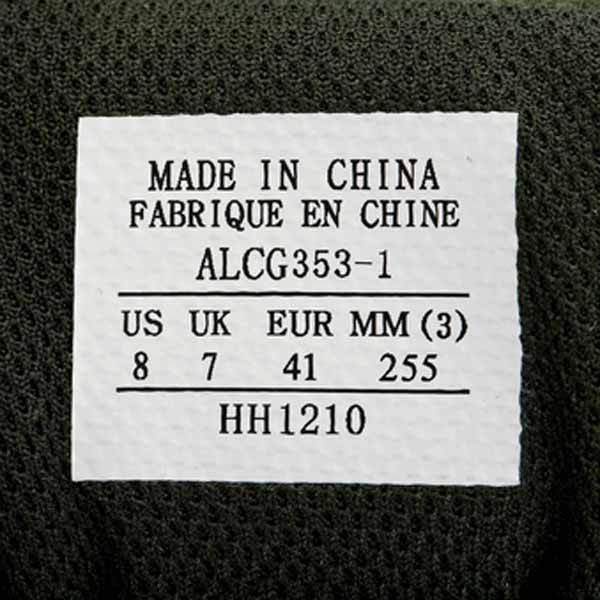 MADE IN CHINA
FABRIQUE EN CHINE
ALCG353-1
US UK EUR MM (3)
8 7 41 255
HH1210